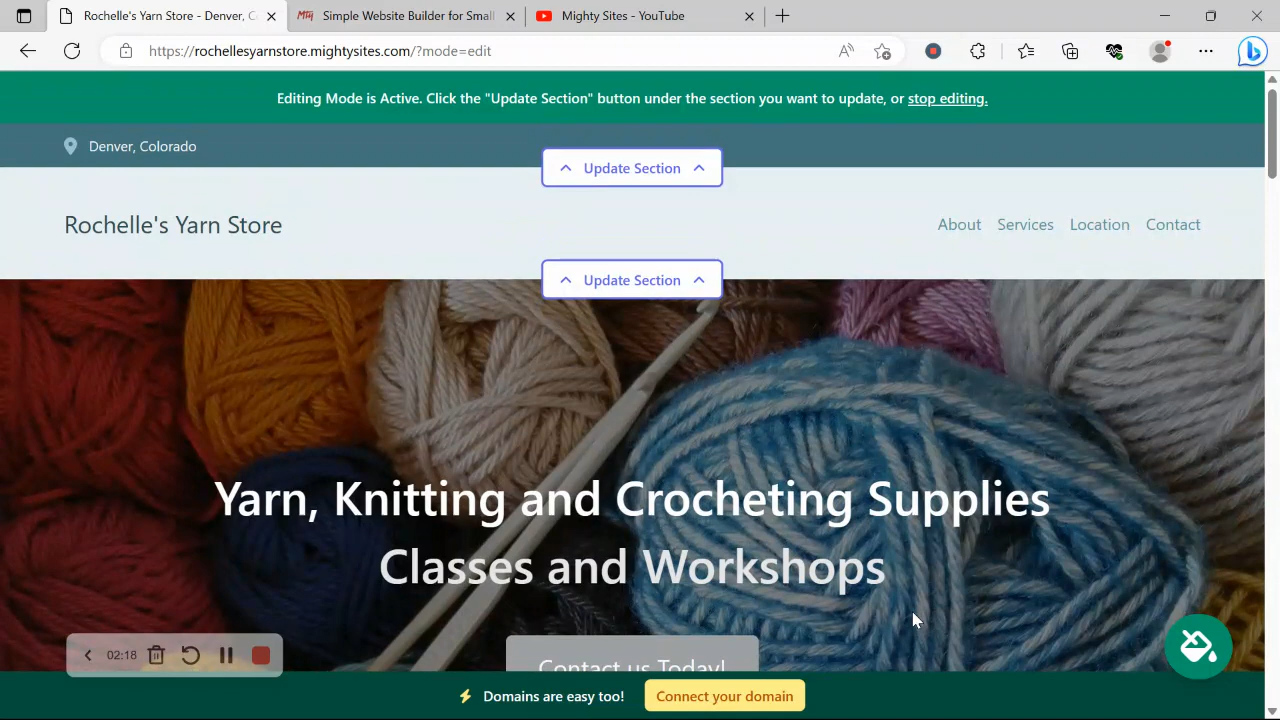 Rochelle's Yarn Store - Denver, C
Simple Website Builder for Small
Mighty Sites - YouTube
https://rochellesyarnstore.mightysites.com/?mode=edit
Editing Mode is Active. Click the "Update Section" button under the section you want to update, or stop editing.
Denver, Colorado
Update Section
Rochelle's Yarn Store
About Services Location Contact
Update Section
Yarn, Knitting and Crocheting Supplies
Classes and Workshops
Contact us Today!
02:18
Domains are easy too! Connect your domain